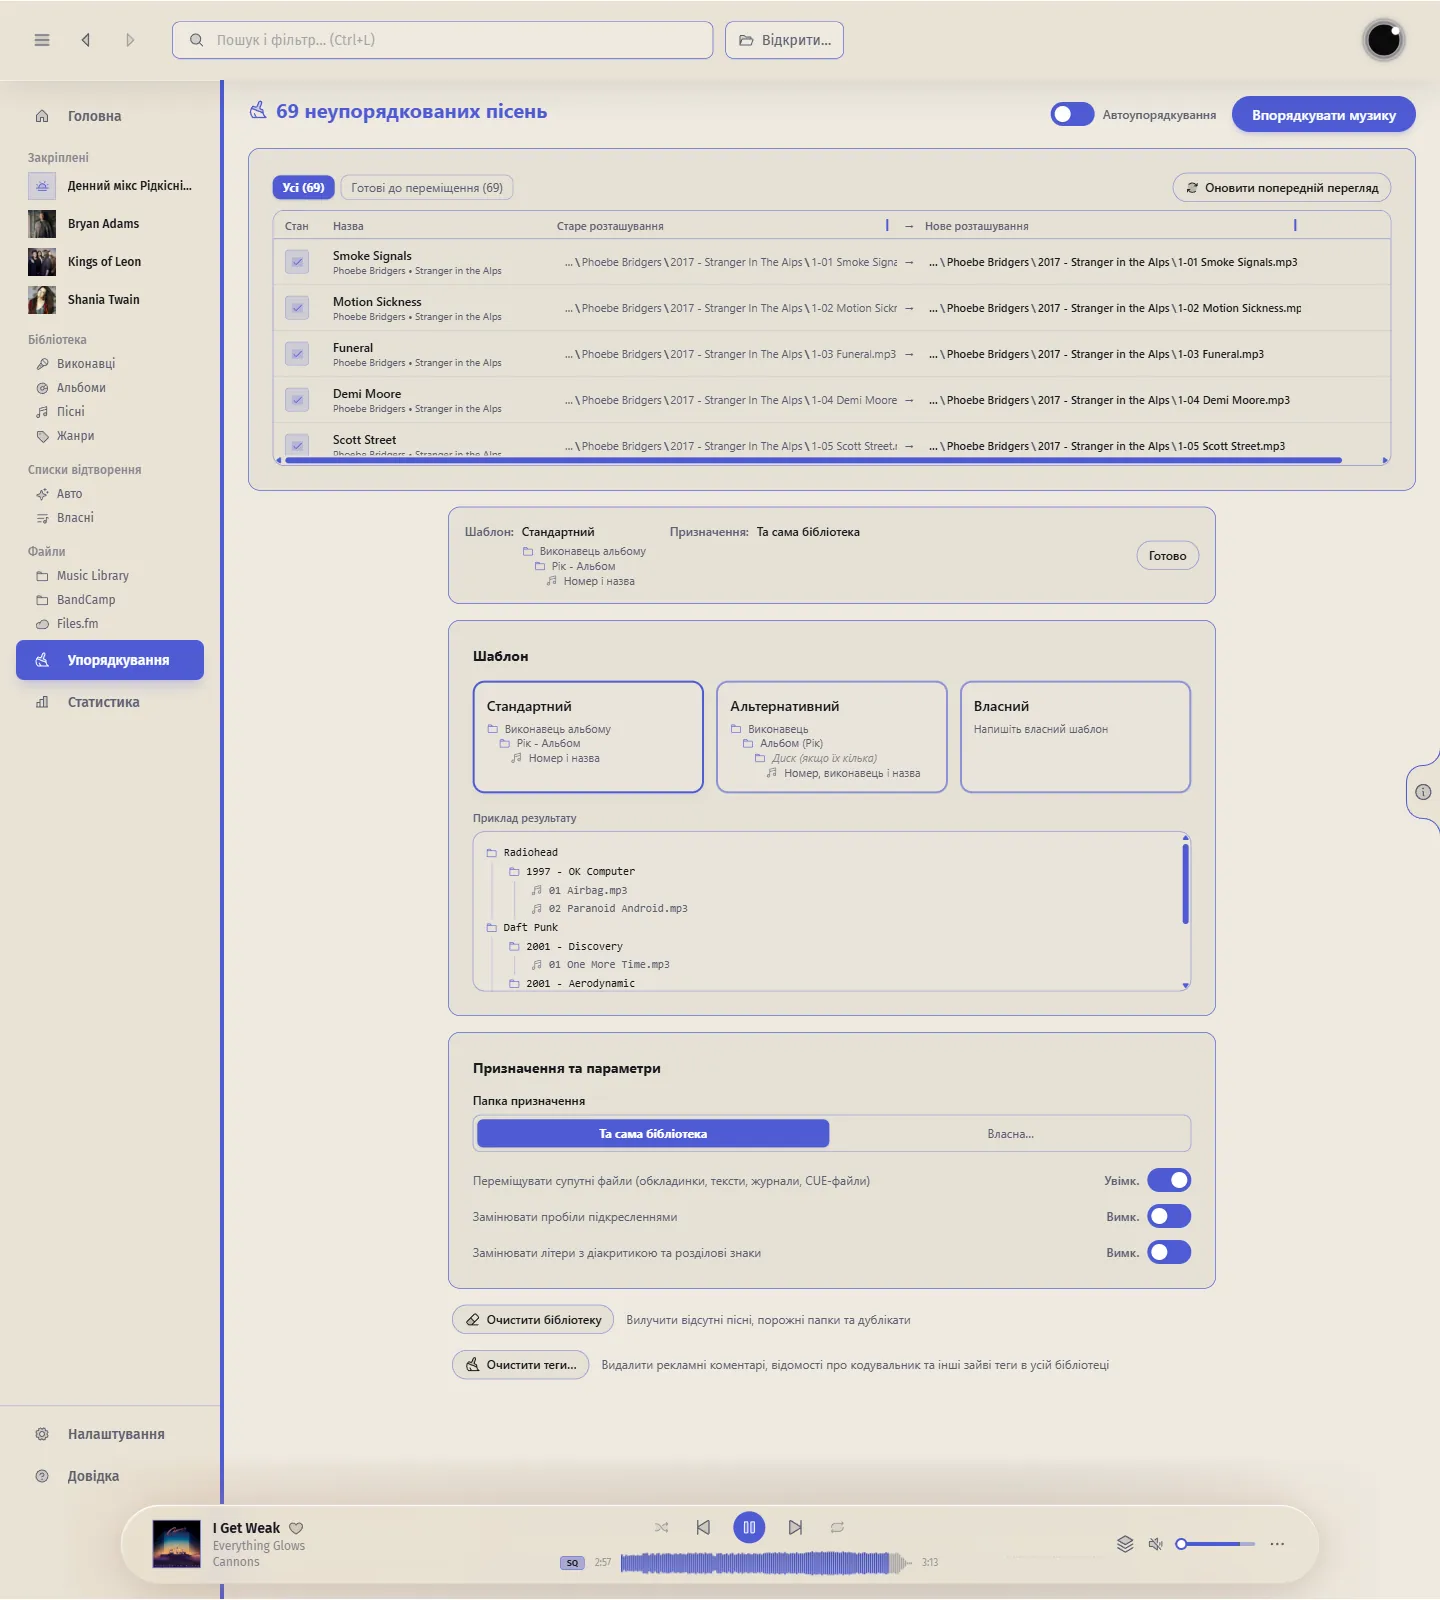 Пошук і фільтр... (Ctrl+L)
Відкрити...
Головна
Закріплені
Денний мікс Рідкісні...
Bryan Adams
Kings of Leon
Shania Twain
Бібліотека
Виконавці
Альбоми
Пісні
Жанри
Списки відтворення
Авто
Власні
Файли
Music Library
BandCamp
Files.fm
Упорядкування
Статистика
Налаштування
Довідка
69 неупорядкованих пісень
Автоупорядкування
Впорядкувати музику
Усі (69)
Готові до переміщення (69)
Оновити попередній перегляд
Стан Назва Старе розташування → Нове розташування
Smoke Signals
Phoebe Bridgers • Stranger in the Alps
...\Phoebe Bridgers\2017 - Stranger In The Alps\1-01 Smoke Signa → ...\Phoebe Bridgers\2017 - Stranger in the Alps\1-01 Smoke Signals.mp3
Motion Sickness
Phoebe Bridgers • Stranger in the Alps
...\Phoebe Bridgers\2017 - Stranger In The Alps\1-02 Motion Sickr → ...\Phoebe Bridgers\2017 - Stranger in the Alps\1-02 Motion Sickness.mp
Funeral
Phoebe Bridgers • Stranger in the Alps
...\Phoebe Bridgers\2017 - Stranger In The Alps\1-03 Funeral.mp3 → ...\Phoebe Bridgers\2017 - Stranger in the Alps\1-03 Funeral.mp3
Demi Moore
Phoebe Bridgers • Stranger in the Alps
...\Phoebe Bridgers\2017 - Stranger In The Alps\1-04 Demi Moore → ...\Phoebe Bridgers\2017 - Stranger in the Alps\1-04 Demi Moore.mp3
Scott Street
Phoebe Bridgers • Stranger in the Alps
...\Phoebe Bridgers\2017 - Stranger In The Alps\1-05 Scott Street.r → ...\Phoebe Bridgers\2017 - Stranger in the Alps\1-05 Scott Street.mp3
Шаблон: Стандартний
Виконавець альбому
Рік - Альбом
Номер і назва
Призначення: Та сама бібліотека
Готово
Шаблон
Стандартний
Виконавець альбому
Рік - Альбом
Номер і назва
Альтернативний
Виконавець
Альбом (Рік)
Диск (якщо їх кілька)
Номер, виконавець і назва
Власний
Напишіть власний шаблон
Приклад результату
Radiohead
1997 - OK Computer
01 Airbag.mp3
02 Paranoid Android.mp3
Daft Punk
2001 - Discovery
01 One More Time.mp3
2001 - Aerodynamic
Призначення та параметри
Папка призначення
Та сама бібліотека
Власна...
Переміщувати супутні файли (обкладинки, тексти, журнали, CUE-файли) Увімк.
Замінювати пробіли підкресленнями Вимк.
Замінювати літери з діакритикою та розділові знаки Вимк.
Очистити бібліотеку Вилучити відсутні пісні, порожні папки та дублікати
Очистити теги... Видалити рекламні коментарі, відомості про кодувальник та інші зайві теги в усій бібліотеці
I Get Weak
Everything Glows
Cannons
SQ 2:57 3:13